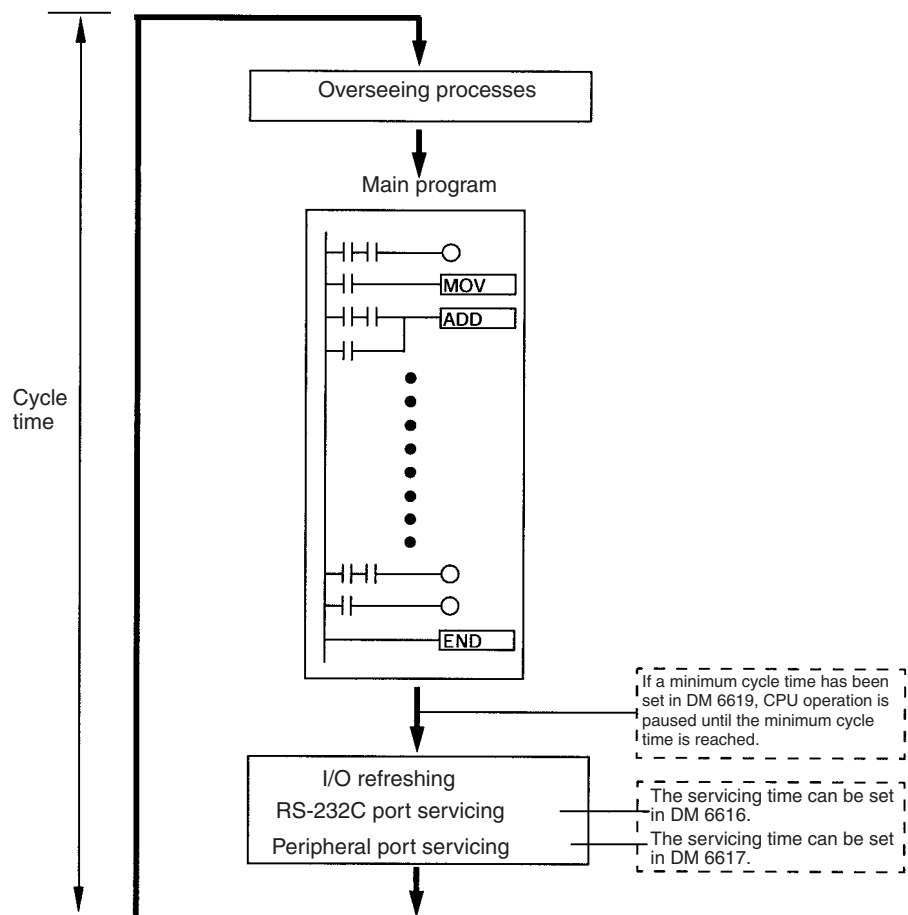 Overseeing processes
Main program
MOV
ADD
Cycle
time
END
If a minimum cycle time has been
set in DM 6619, CPU operation is
paused until the minimum cycle
time is reached.
I/O refreshing
RS-232C port servicing
Peripheral port servicing
The servicing time can be set
in DM 6616.
The servicing time can be set
in DM 6617.